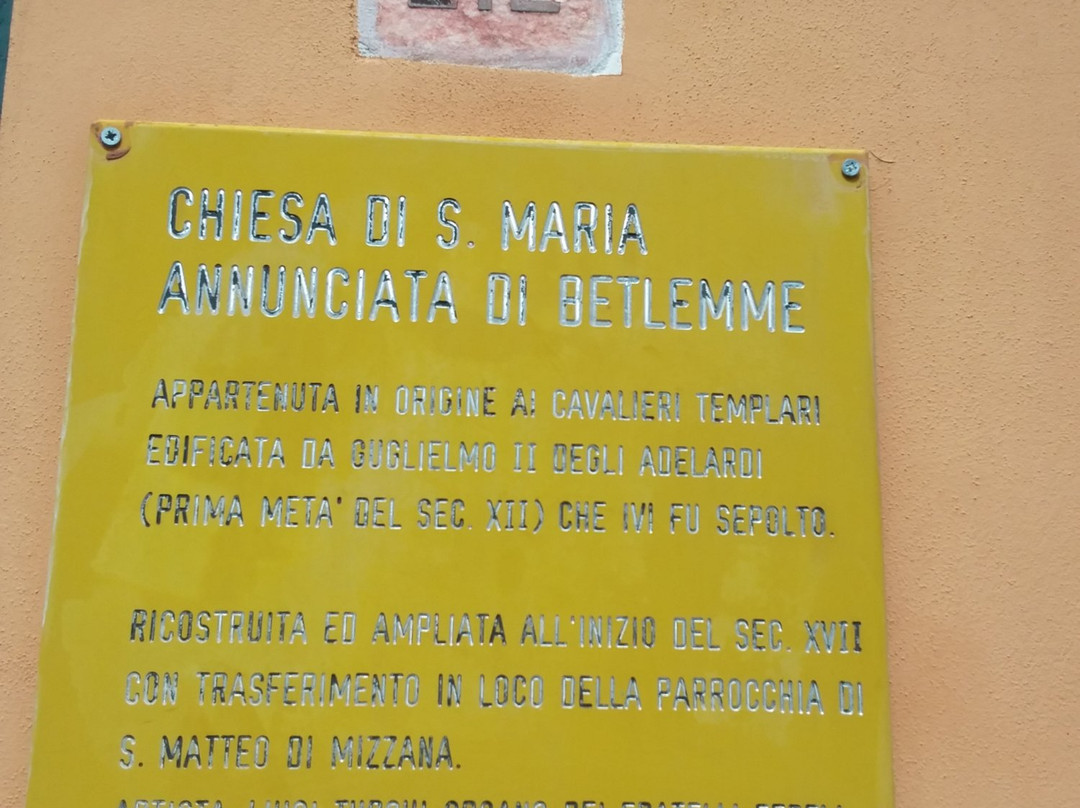 CHIESA DI S. MARIA
ANNUNCIATA DI BETLEMME
APPARTENUTA IN ORIGINE AI CAVALIERI TEMPLARI
EDIFICATA DA GUGLIELMO II DEGLI ADELARDI
(PRIMA META' DEL SEC. XII) CHE IVI FU SEPOLTO.
RICOSTRUITA ED AMPLIATA ALL'INIZIO DEL SEC. XVII
CON TRASFERIMENTO IN LOCO DELLA PARROCCHIA DI
S. MATTEO DI MIZZANA.